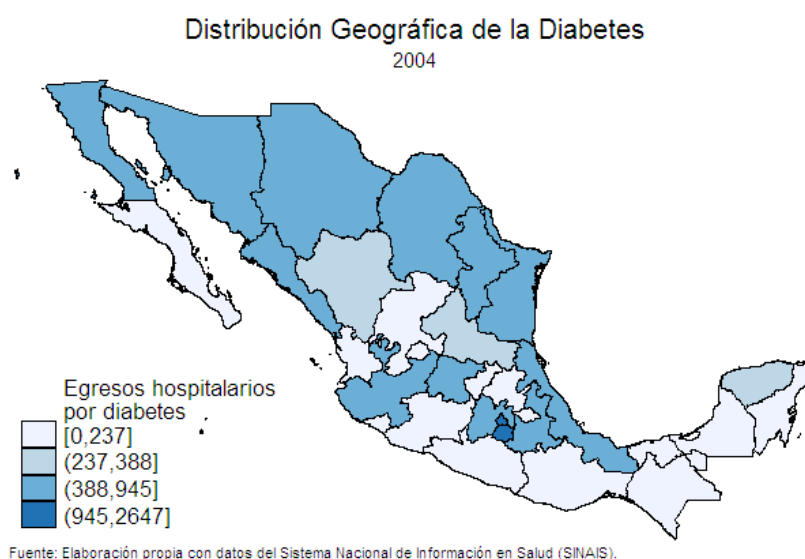 Distribución Geográfica de la Diabetes
2004
Egresos hospitalarios
por diabetes
[0,237]
(237,388]
(388,945]
(945,2647]
Fuente: Elaboración propia con datos del Sistema Nacional de Información en Salud (SINAIS).